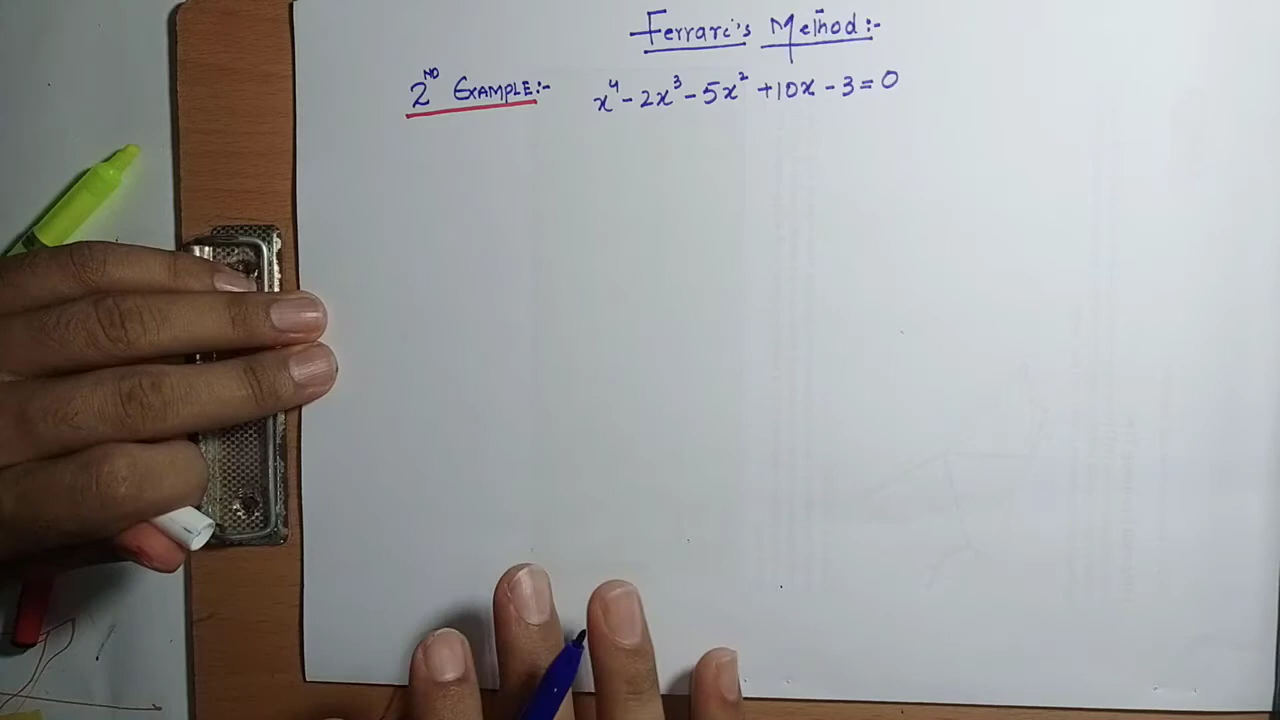 Ferrari's Method:-
2ND EXAMPLE:- x⁴ - 2x³ - 5x² + 10x - 3 = 0